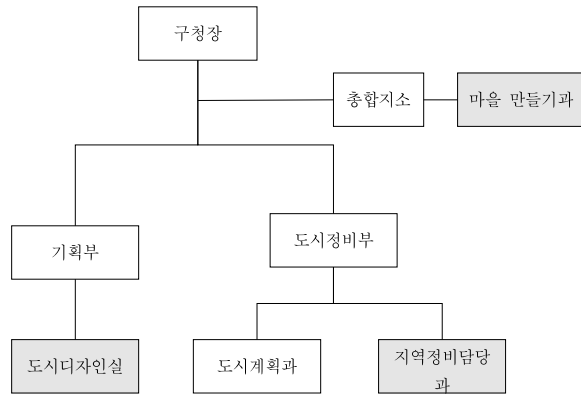 구청장
총합지소
마을 만들기과
기획부
도시정비부
도시디자인실
도시계획과
지역정비담당
과